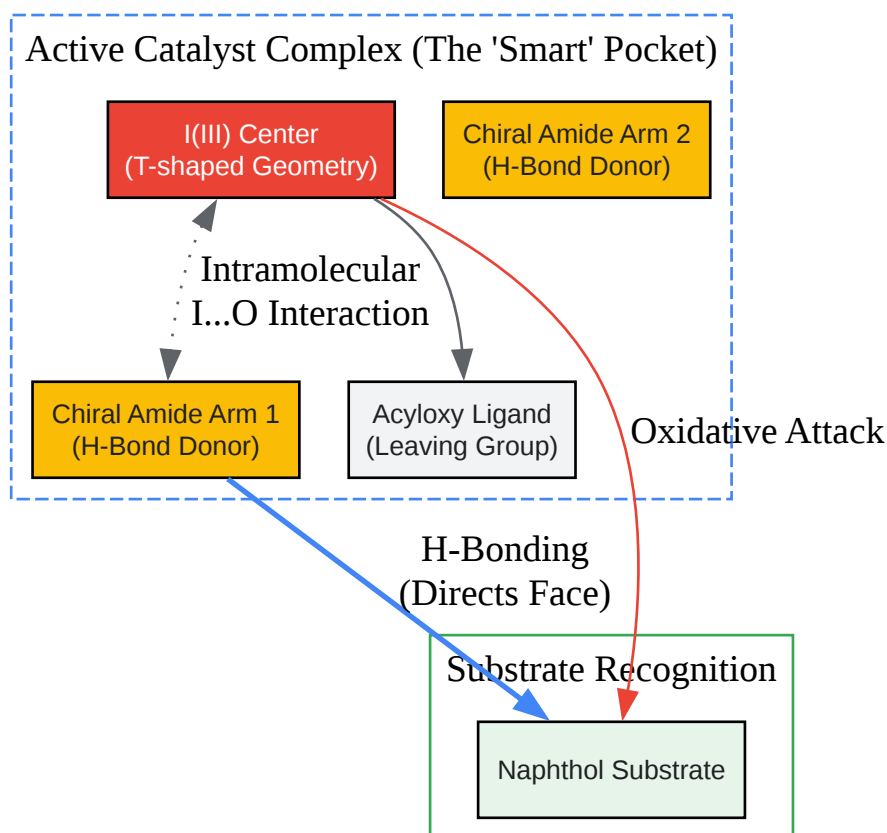 Active Catalyst Complex (The 'Smart' Pocket)
I(III) Center
(T-shaped Geometry)
Chiral Amide Arm 2
(H-Bond Donor)
Intramolecular
I...O Interaction
Chiral Amide Arm 1
(H-Bond Donor)
Acyloxy Ligand
(Leaving Group)
Oxidative Attack
H-Bonding
(Directs Face)
Substrate Recognition
Naphthol Substrate